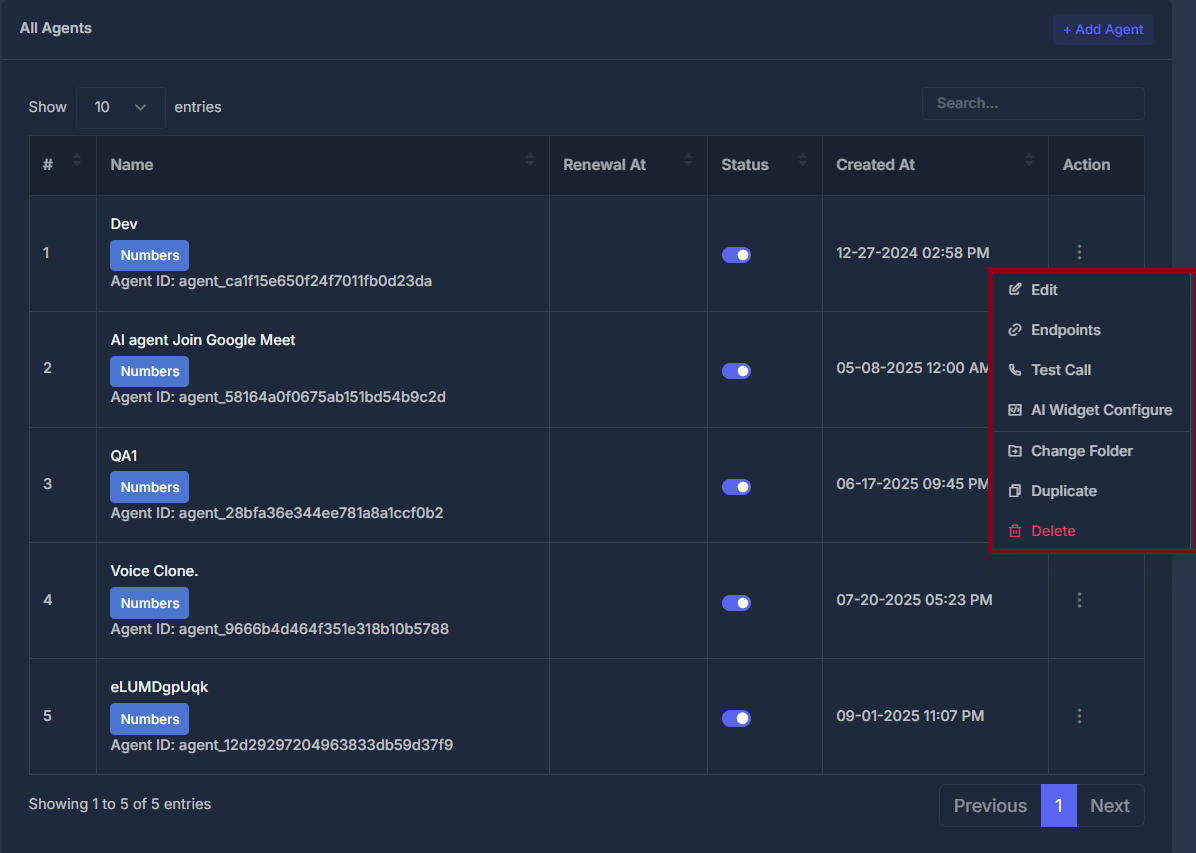 All Agents
+ Add Agent
Show 10 entries
Search...
# Name Renewal At Status Created At Action
Dev
1 Numbers 12-27-2024 02:58 PM
Agent ID: agent_ca1f15e650f24f7011fb0d23da
Edit
Endpoints
AI agent Join Google Meet
2 Numbers 05-08-2025 12:00 AM
Test Call
Agent ID: agent_58164a0f0675ab151bd54b9c2d
AI Widget Configure
Change Folder
QA1
3 Numbers 06-17-2025 09:45 PM
Duplicate
Agent ID: agent_28bfa36e344ee781a8a1ccf0b2
Delete
Voice Clone.
4 Numbers 07-20-2025 05:23 PM
Agent ID: agent_9666b4d464f351e318b10b5788
eLUMDgpUqk
5 Numbers 09-01-2025 11:07 PM
Agent ID: agent_12d29297204963833db59d37f9
Showing 1 to 5 of 5 entries
Previous 1 Next